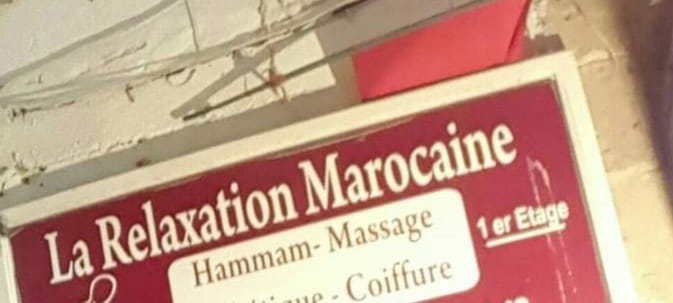 La Relaxation Marocaine
Hammam- Massage
1 er Etage
- Coiffure